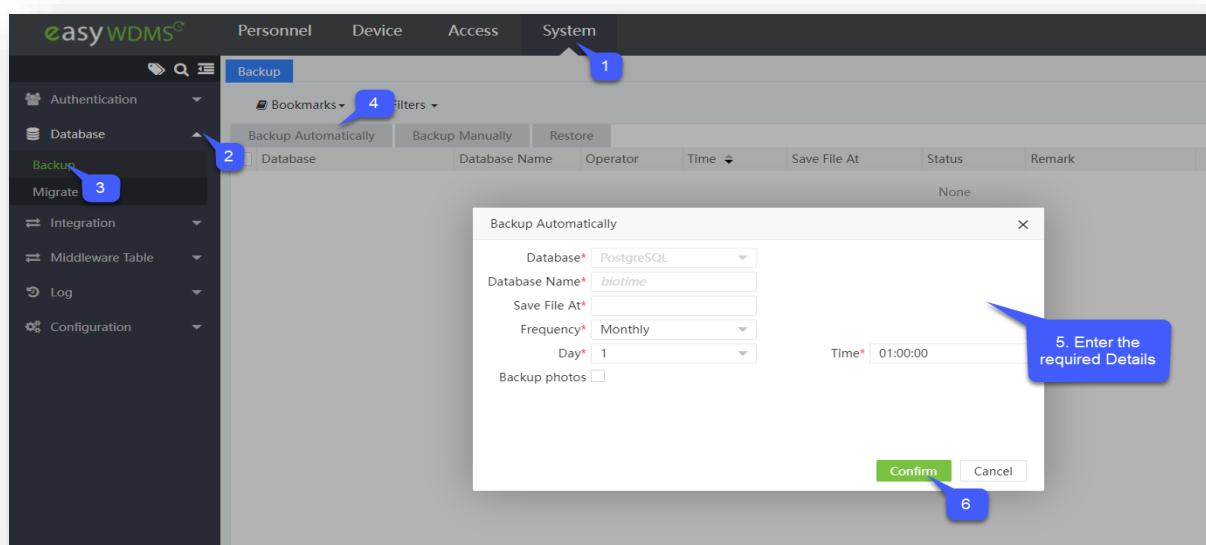 easy WDMS
Personnel Device Access System
1
Backup
Authentication
Bookmarks 4 Filters
Database
Backup Automatically Backup Manually Restore
2
Database Database Name Operator Time Save File At Status Remark
Backup
Migrate 3
None
Integration
Backup Automatically
Middleware Table
Database* PostgreSQL
Database Name* biotime
Log
Save File At*
Configuration
Frequency* Monthly
Day* 1 Time* 01:00:00
5. Enter the
required Details
Backup photos
Confirm Cancel
6